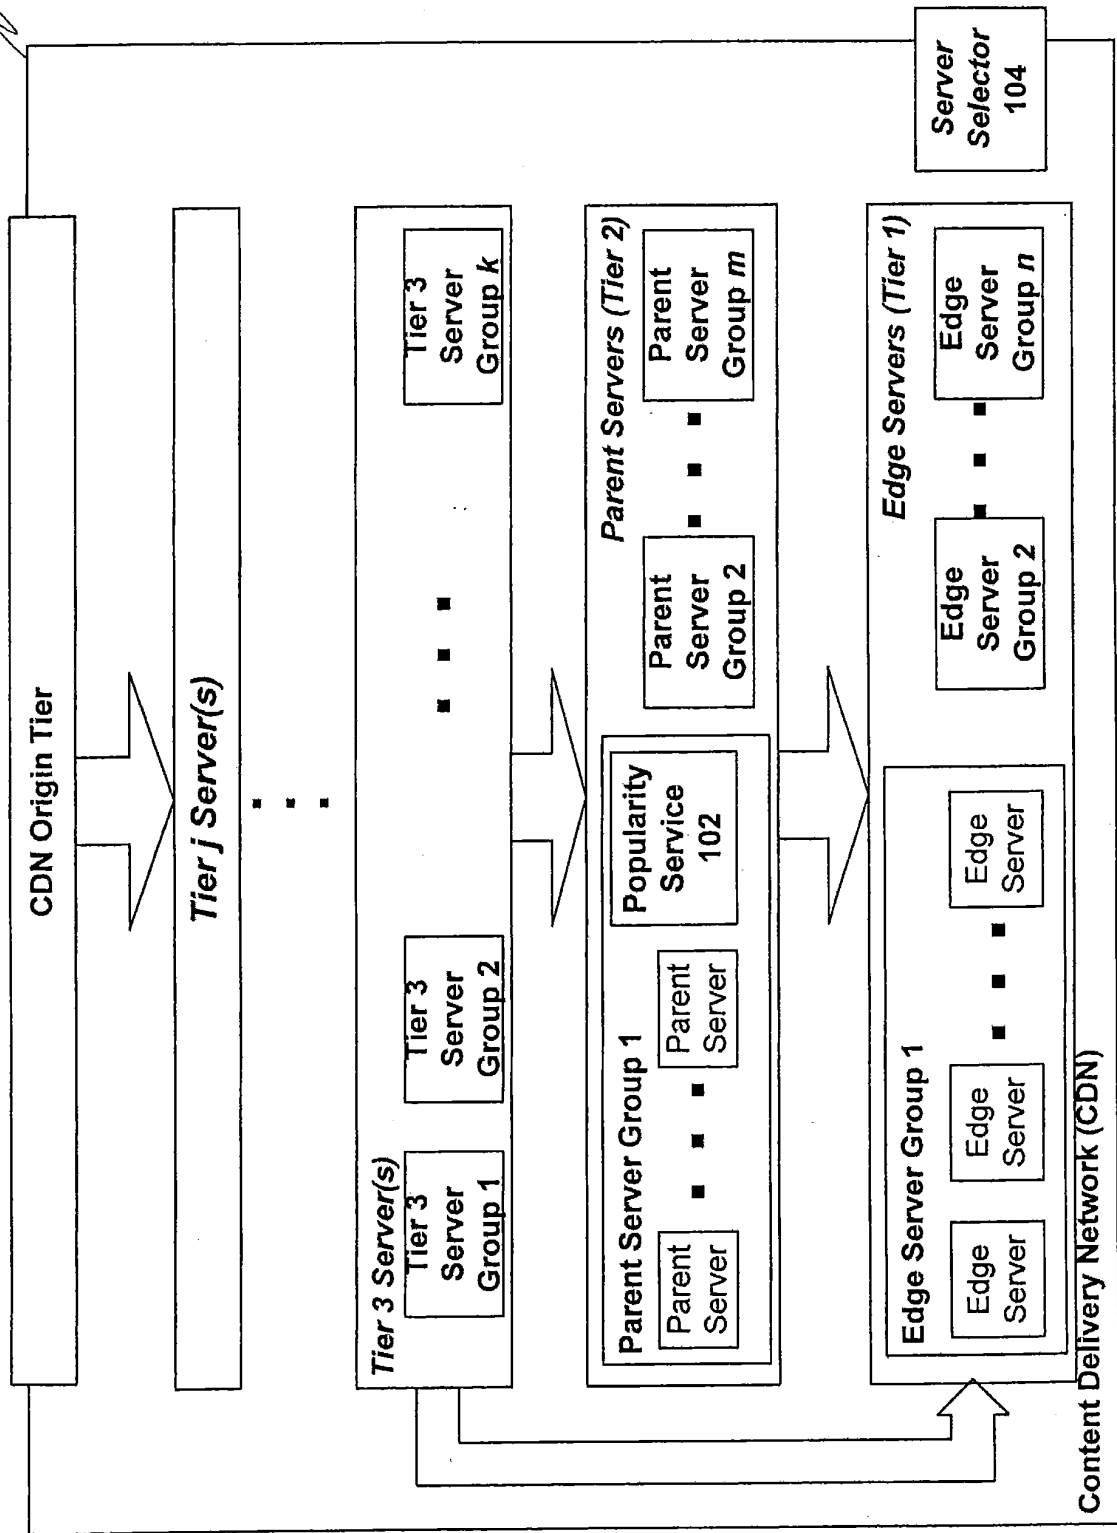 CDN Origin Tier
Tier j Server(s)
Tier 3 Server(s)
Tier 3
Server
Group 1
Tier 3
Server
Group 2
Tier 3
Server
Group k
Parent Servers (Tier 2)
Parent Server Group 1
Parent
Server
Parent
Server
Popularity
Service
102
Parent
Server
Group 2
Parent
Server
Group m
Edge Servers (Tier 1)
Edge Server Group 1
Edge
Server
Edge
Server
Edge
Server
Edge
Server
Group 2
Edge
Server
Group n
Server
Selector
104
Content Delivery Network (CDN)